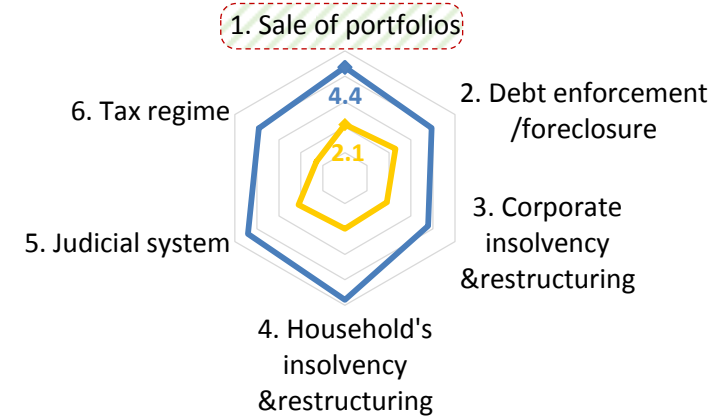 1. Sale of portfolios
4.4
2.1
2. Debt enforcement
/foreclosure
3. Corporate
insolvency
&restructuring
4. Household's
insolvency
&restructuring
5. Judicial system
6. Tax regime